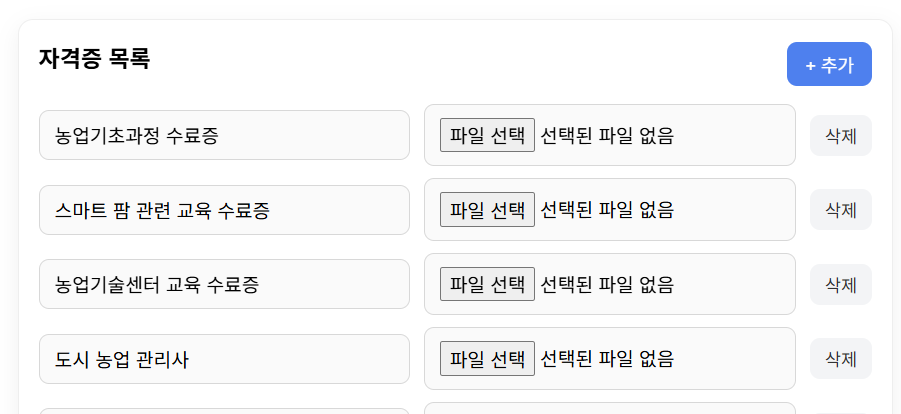 자격증 목록
+ 추가
농업기초과정 수료증 파일 선택 선택된 파일 없음 삭제
스마트 팜 관련 교육 수료증 파일 선택 선택된 파일 없음 삭제
농업기술센터 교육 수료증 파일 선택 선택된 파일 없음 삭제
도시 농업 관리사 파일 선택 선택된 파일 없음 삭제